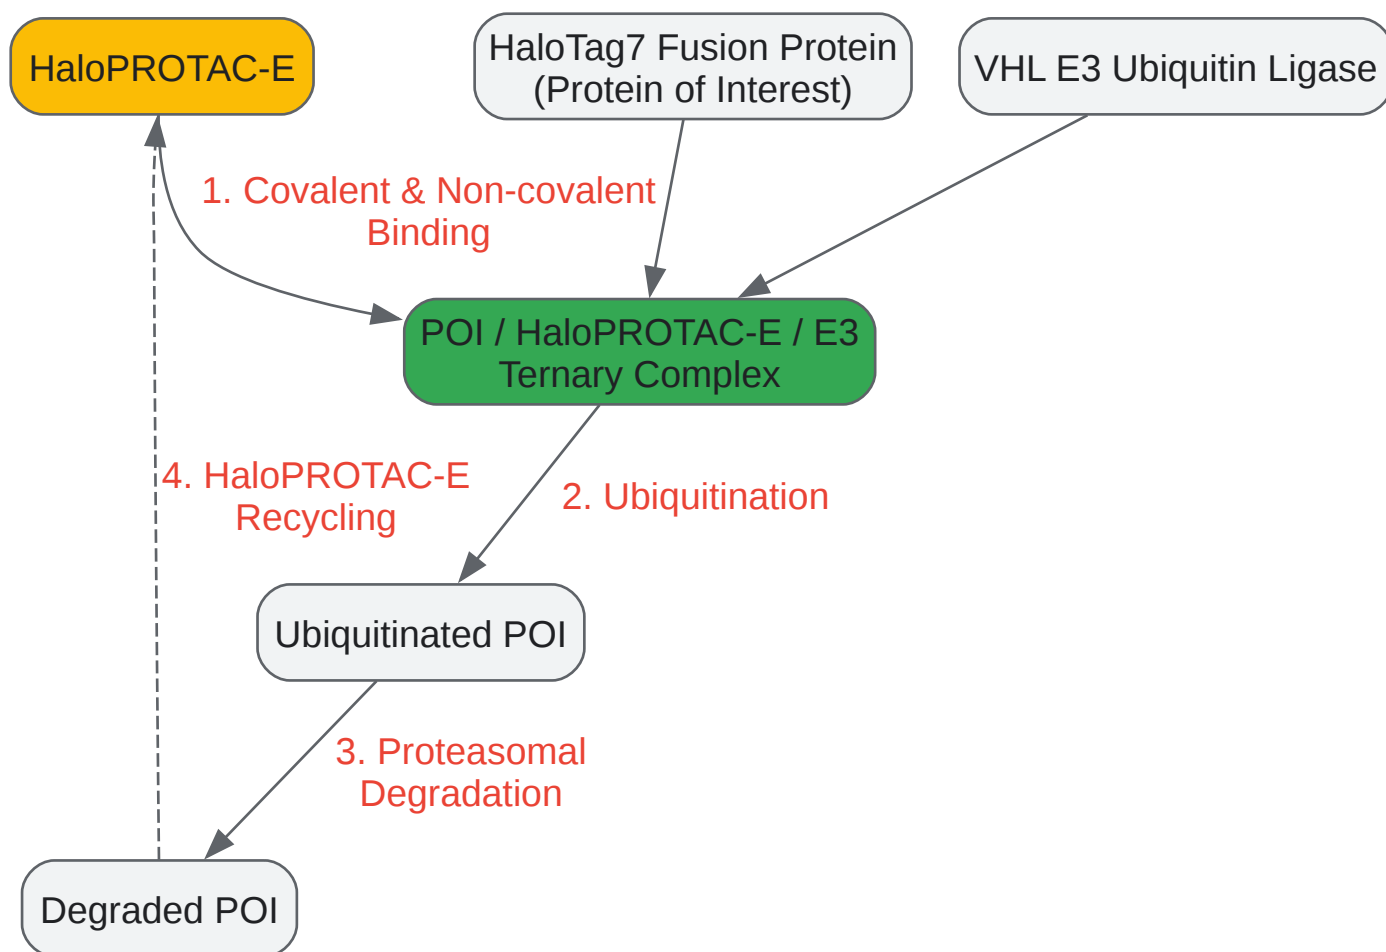 HaloPROTAC-E
HaloTag7 Fusion Protein
(Protein of Interest)
VHL E3 Ubiquitin Ligase
1. Covalent & Non-covalent
Binding
POI / HaloPROTAC-E / E3
Ternary Complex
4. HaloPROTAC-E
Recycling
2. Ubiquitination
Ubiquitinated POI
3. Proteasomal
Degradation
Degraded POI